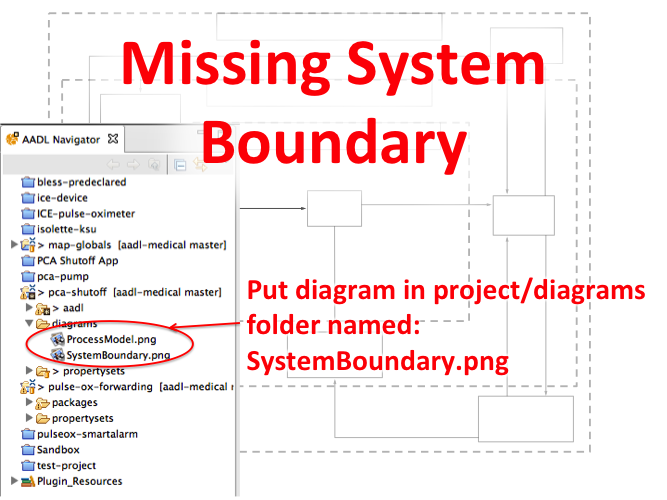 Missing System
Boundary
AADL Navigator
bless-predeclared
ice-device
ICE-pulse-oximeter
isolette-ksu
> map-globals [aadl-medical master]
PCA Shutoff App
pca-pump
> pca-shutoff [aadl-medical master]
> aadl
diagrams
ProcessModel.png
SystemBoundary.png
> propertysets
> pulse-ox-forwarding [aadl-medical r
packages
propertysets
pulseox-smartalarm
Sandbox
test-project
Plugin_Resources
Put diagram in project/diagrams
folder named:
SystemBoundary.png